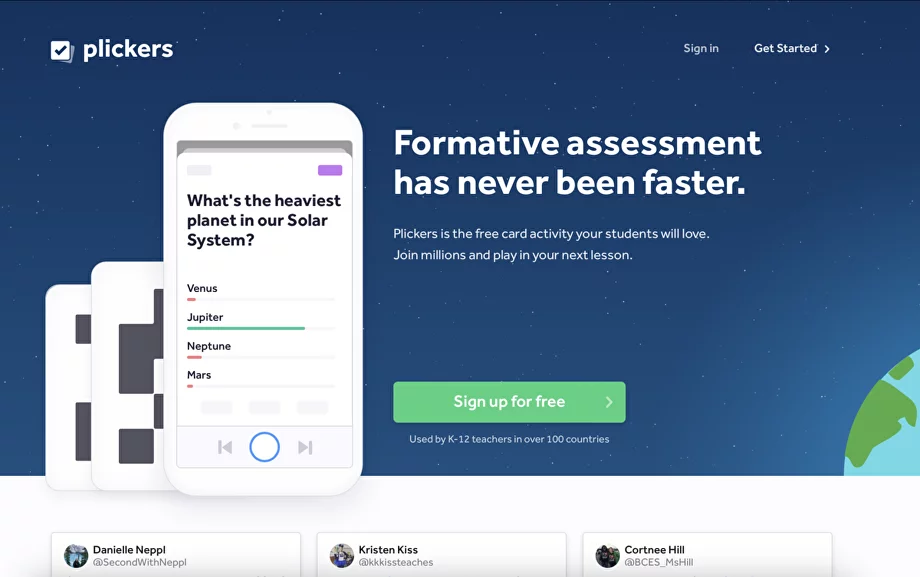 plickers
Sign in
Get Started
Formative assessment
has never been faster.
Plickers is the free card activity your students will love.
Join millions and play in your next lesson.
What's the heaviest
planet in our Solar
System?
Venus
Jupiter
Neptune
Mars
Sign up for free
Used by K-12 teachers in over 100 countries
Danielle Neppl
@SecondWithNeppl
Kristen Kiss
@kkkissteaches
Cortnee Hill
@BCES_MsHill